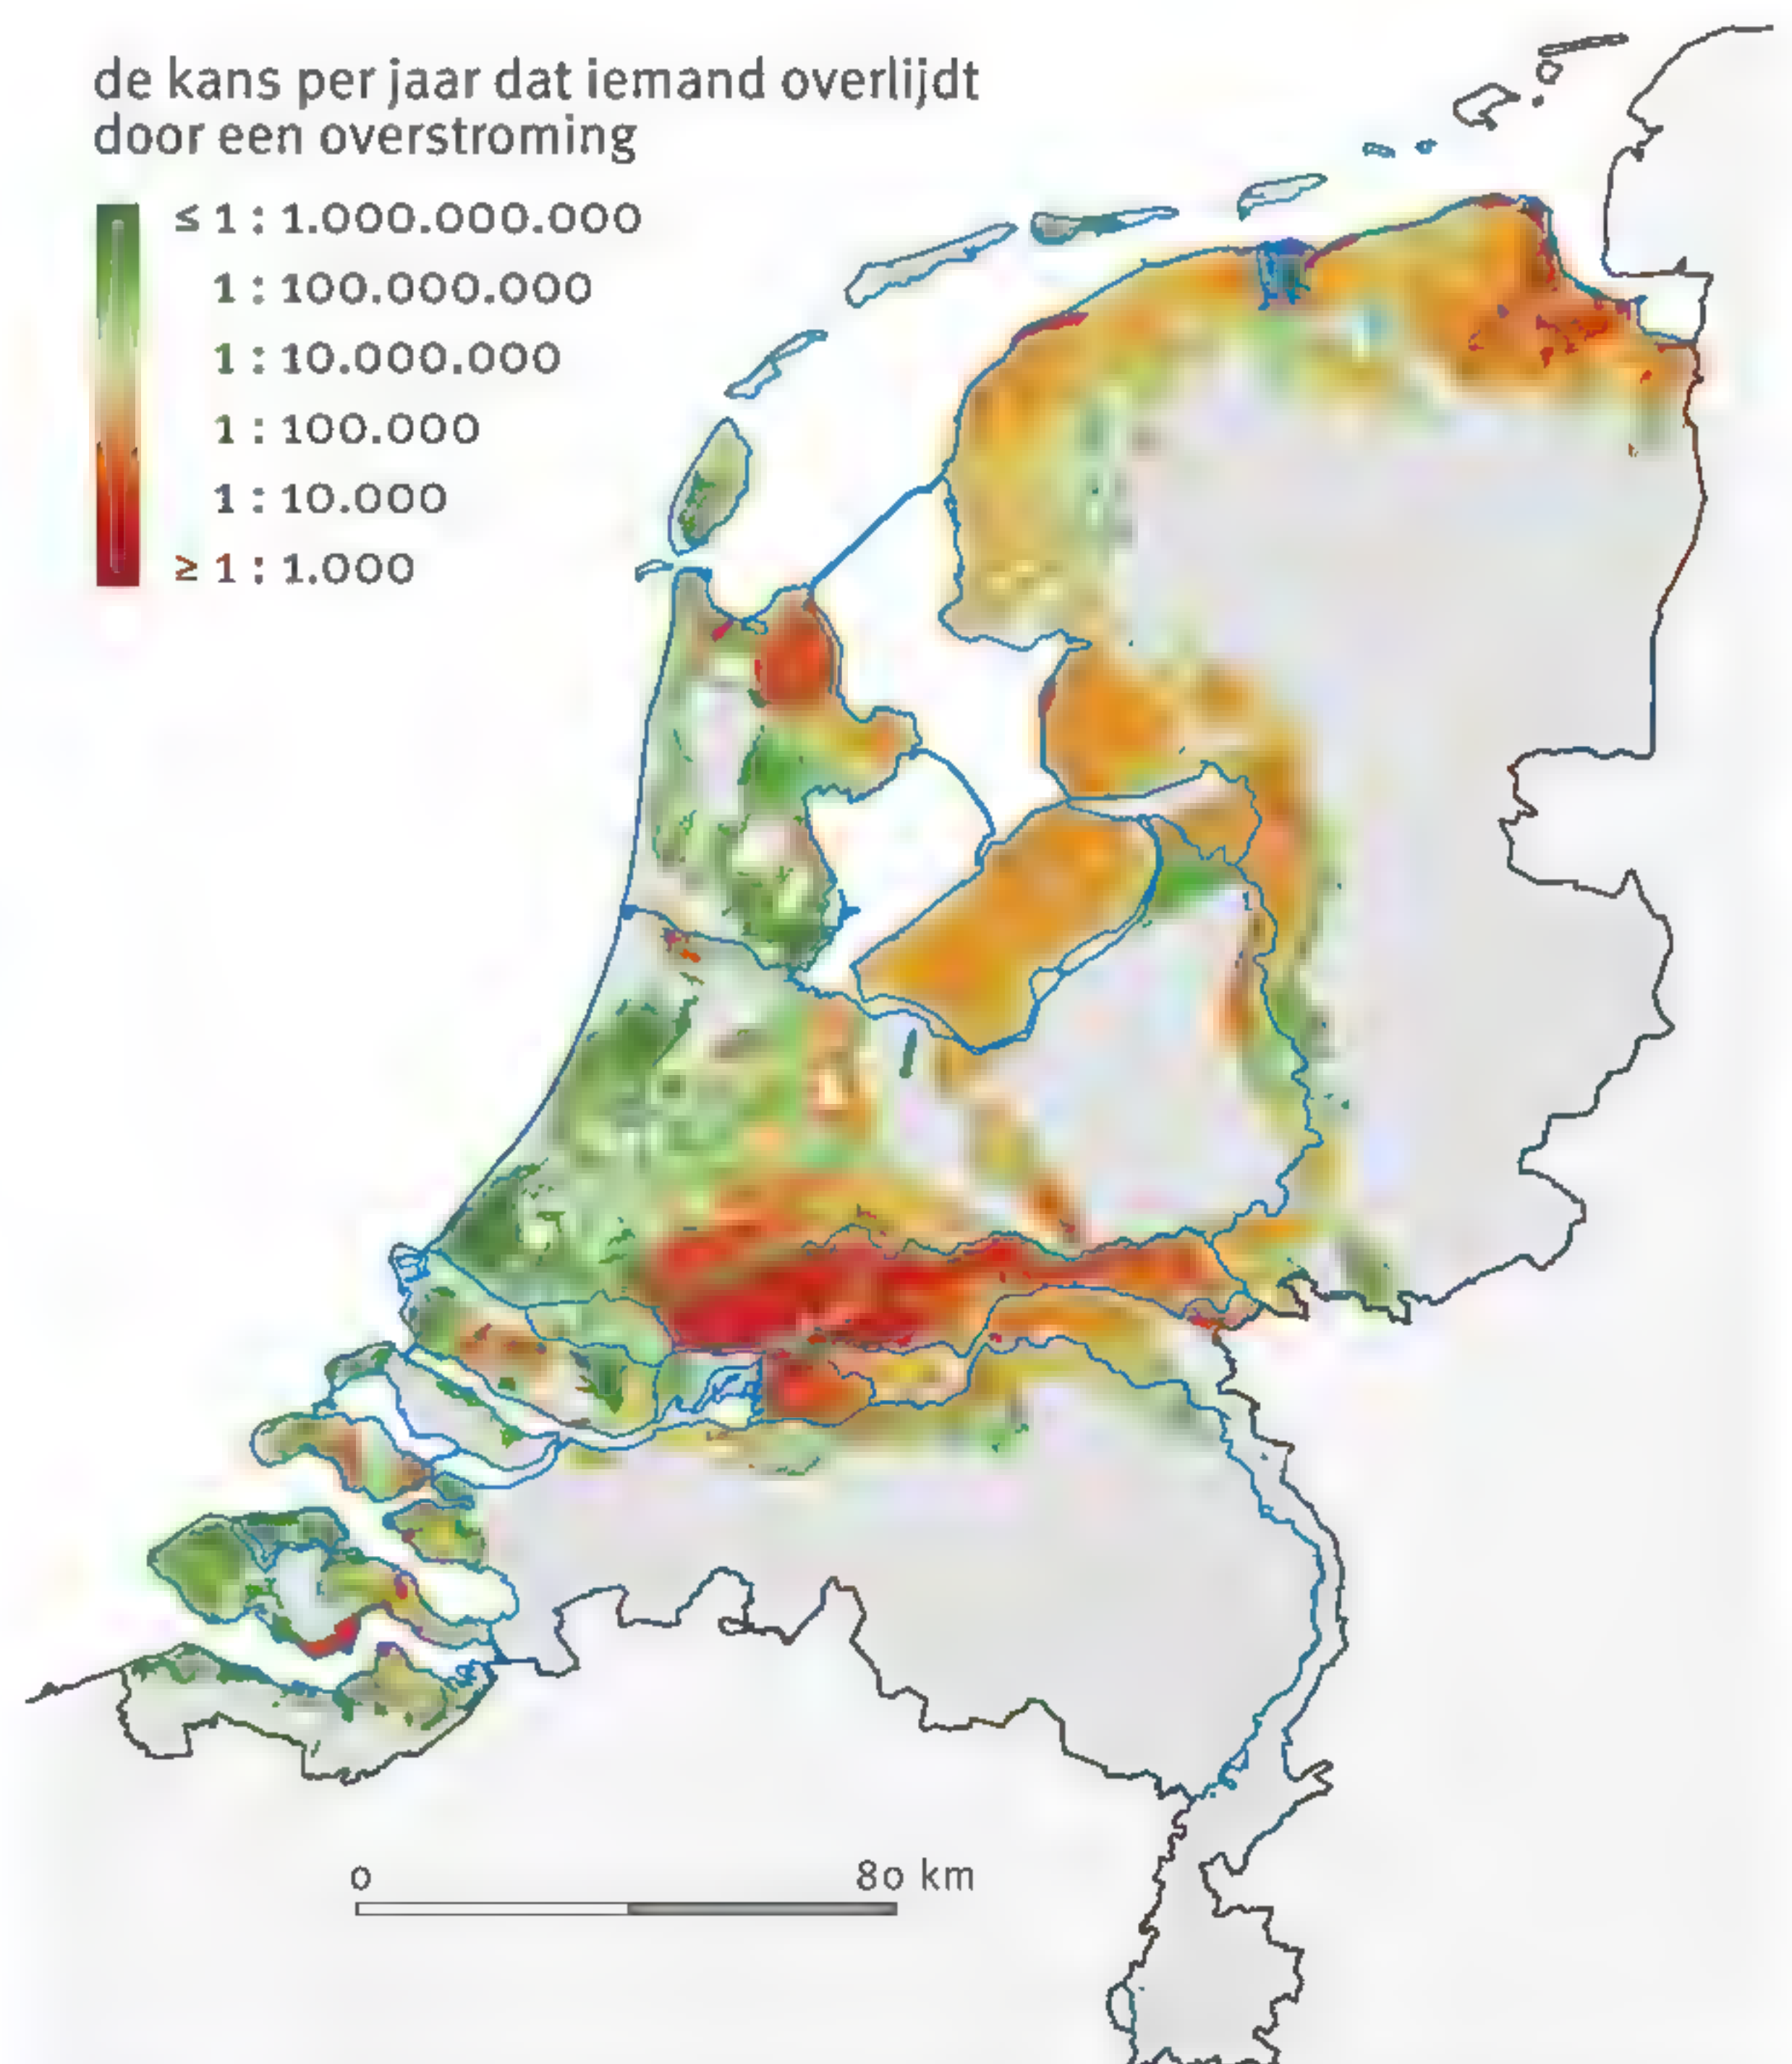 de kans per jaar dat iemand overlijdt
door een overstroming
≤ 1 : 1.000.000.000
1 : 100.000.000
1 : 10.000.000
1 : 100.000
1 : 10.000
≥ 1 : 1.000
0 80 km